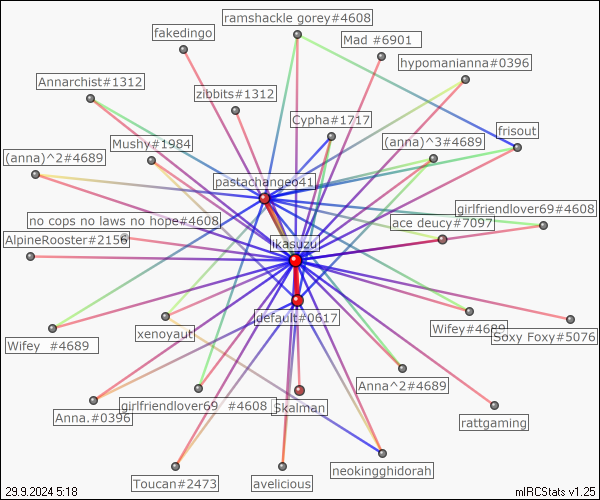 ramshackle gorey#4608
fakedingo
Mad #6901
hypomanianna#0396
Annarchist#1312
zibbits#1312
Cypha#1717
frisout
Mushy#1984
(anna)^3#4689
(anna)^2#4689
pastachangeo41
girlfriendlover69#4608
no cops no laws no hope#4608
ace deucy#7097
AlpineRooster#2156
ikasuzu
default#0617
Wifey#4689
xenoyaut
Soxy Foxy#5076
Wifey  #4689
Anna^2#4689
girlfriendlover69  #4608
Skalman
Anna.#0396
rattgaming
neokingghidorah
Toucan#2473
avelicious
29.9.2024 5:18
mIRCStats v1.25